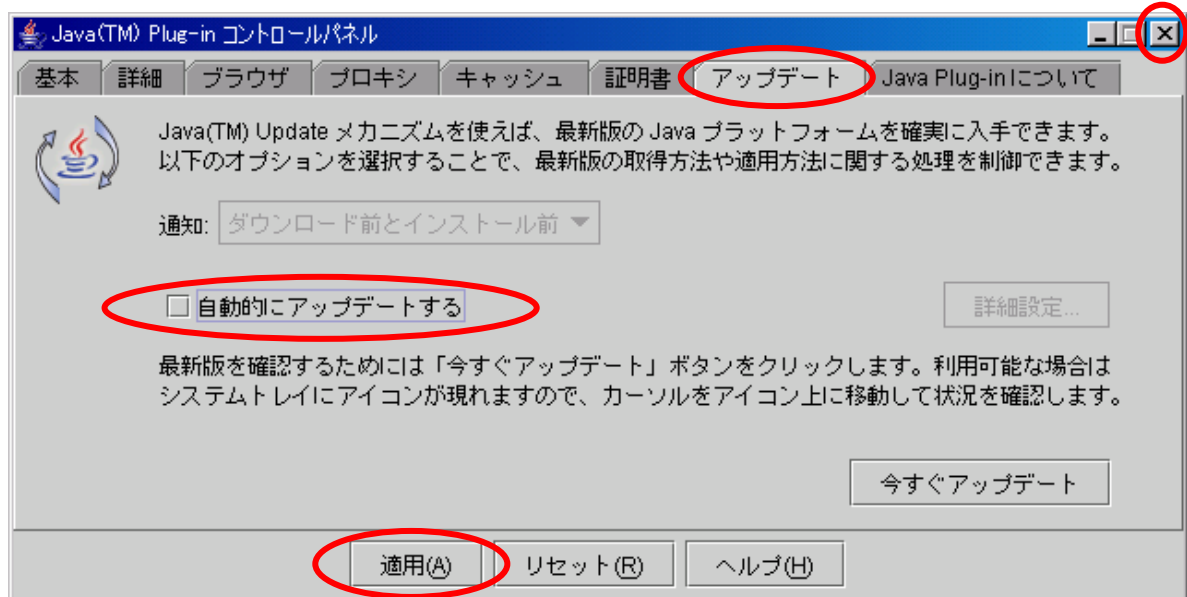 Java(TM) Plug-in コントロールパネル
基本 詳細 ブラウザ プロキシ キャッシュ 証明書 アップデート Java Plug-inについて
Java(TM) Update メカニズムを使えば、最新版の Java プラットフォームを確実に入手できます。
以下のオプションを選択することで、最新版の取得方法や適用方法に関する処理を制御できます。
通知: ダウンロード前とインストール前
自動的にアップデートする 詳細設定...
最新版を確認するためには「今すぐアップデート」ボタンをクリックします。利用可能な場合は
システムトレイにアイコンが現れますので、カーソルをアイコン上に移動して状況を確認します。
今すぐアップデート
適用(A) リセット(R) ヘルプ(H)